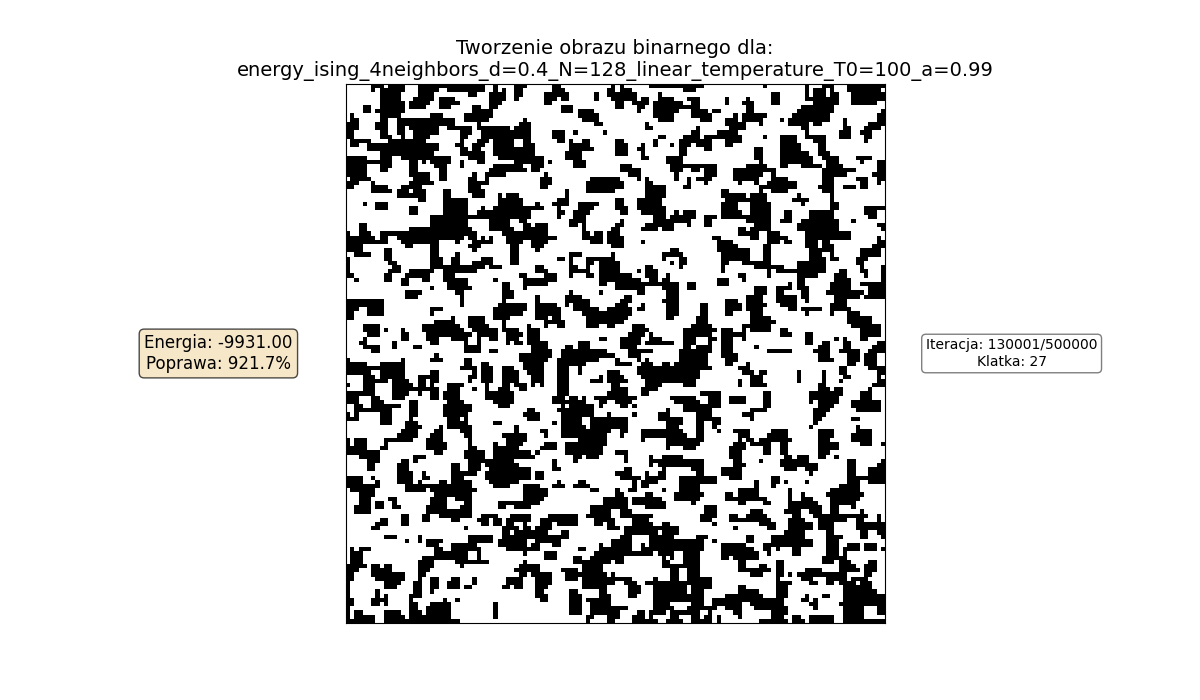 Tworzenie obrazu binarnego dla:
energy_ising_4neighbors_d=0.4_N=128_linear_temperature_T0=100_a=0.99
Energia: -9931.00
Poprawa: 921.7%
Iteracja: 130001/500000
Klatka: 27